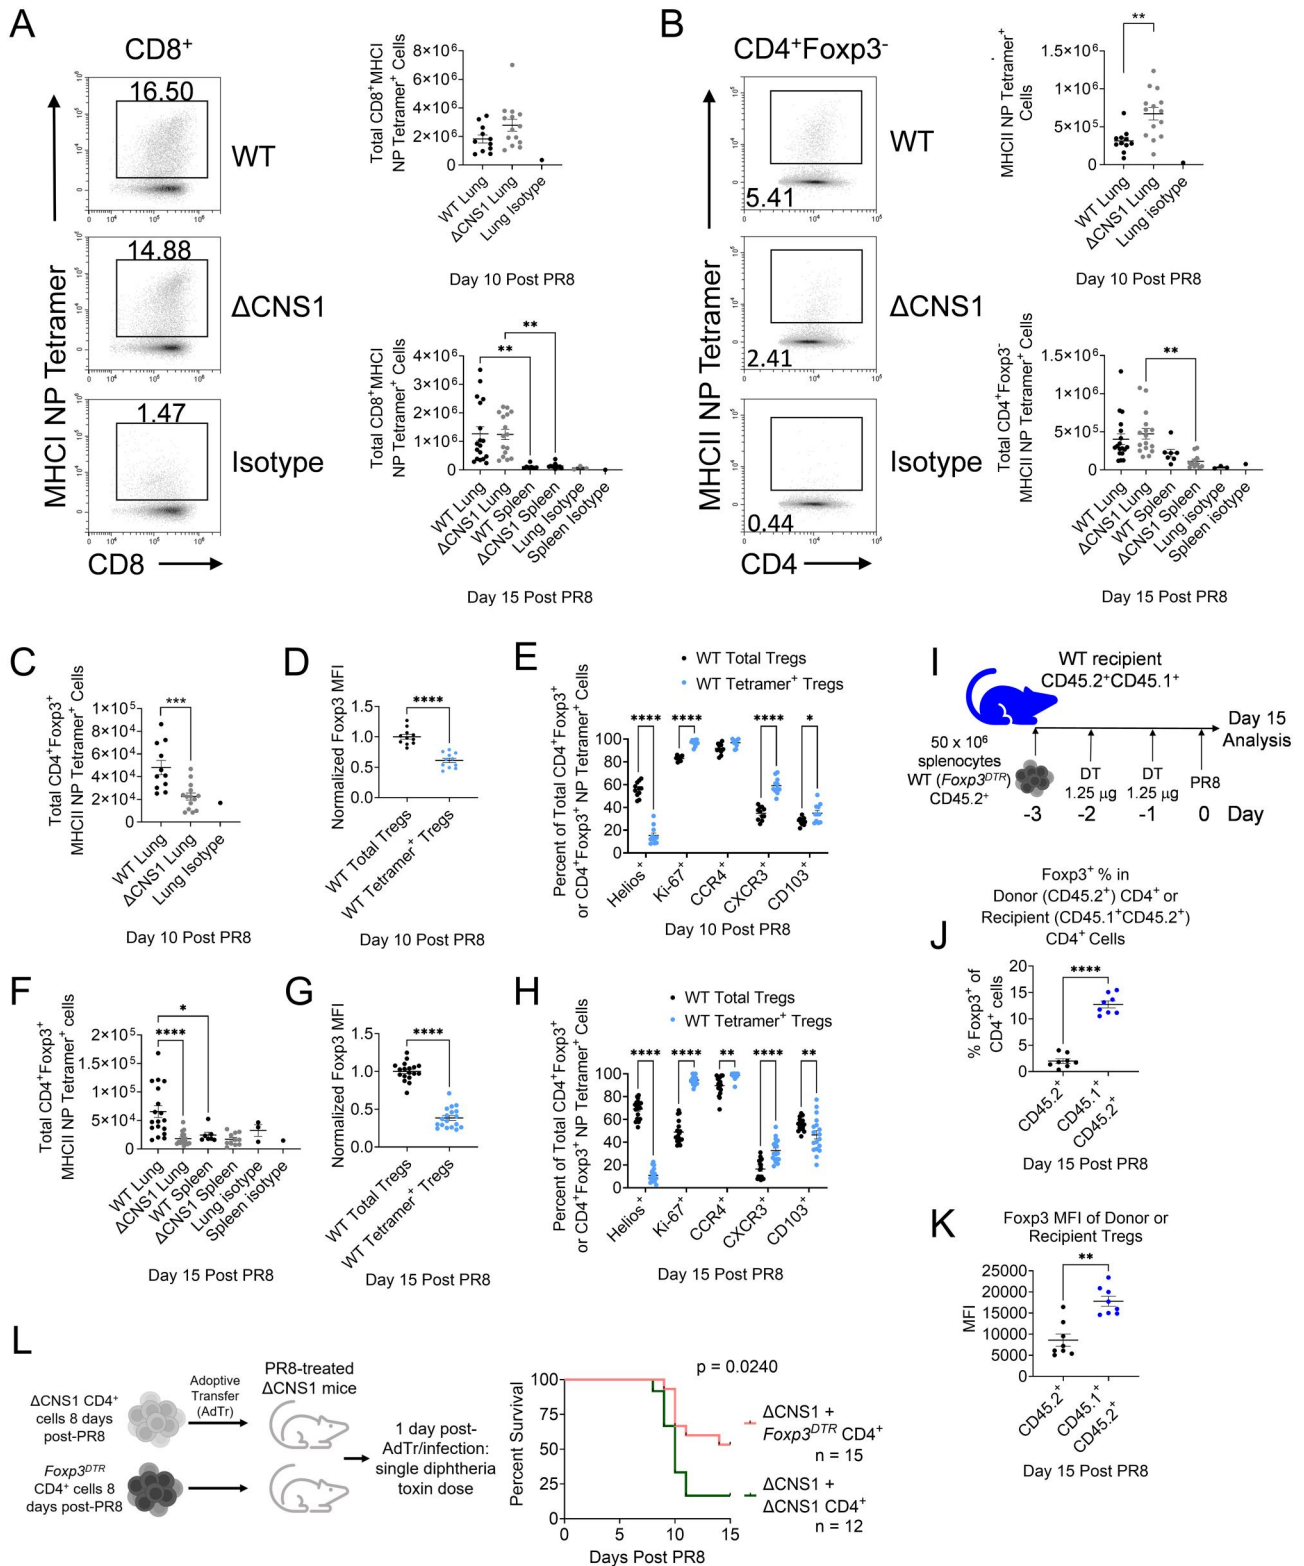 A
CD8⁺
16.50
WT
14.88
ΔCNS1
1.47
Isotype
MHCI NP Tetramer
CD8
0 10⁴ 10⁵ 10⁶
Total CD8⁺MHCI
NP Tetramer⁺ Cells
8×10⁶
6×10⁶
4×10⁶
2×10⁶
0
WT Lung
ΔCNS1 Lung
Lung Isotype
Day 10 Post PR8
Total CD8⁺MHCI
NP Tetramer⁺ Cells
4×10⁶
3×10⁶
2×10⁶
1×10⁶
0
**
**
WT Lung
ΔCNS1 Lung
WT Spleen
ΔCNS1 Spleen
Lung Isotype
Spleen Isotype
Day 15 Post PR8
B
CD4⁺Foxp3⁻
WT
5.41
ΔCNS1
2.41
Isotype
0.44
MHCII NP Tetramer
CD4
0 10⁴ 10⁶
MHCII NP Tetramer⁺
Cells
**
1.5×10⁶
1×10⁶
5×10⁵
0
WT Lung
ΔCNS1 Lung
Lung isotype
Day 10 Post PR8
Total CD4⁺Foxp3⁻
MHCII NP Tetramer⁺ Cells
**
1.5×10⁶
1×10⁶
5×10⁵
0
WT Lung
ΔCNS1 Lung
WT Spleen
ΔCNS1 Spleen
Lung isotype
Spleen isotype
Day 15 Post PR8
C
Total CD4⁺Foxp3⁺
MHCII NP Tetramer⁺ Cells
***
1×10⁵
8×10⁴
6×10⁴
4×10⁴
2×10⁴
0
WT Lung
ΔCNS1 Lung
Lung Isotype
Day 10 Post PR8
D
Normalized Foxp3 MFI
****
1.5
1.0
0.5
0.0
WT Total Tregs
WT Tetramer⁺ Tregs
Day 10 Post PR8
E
WT Total Tregs
WT Tetramer⁺ Tregs
Percent of Total CD4⁺Foxp3⁺
or CD4⁺Foxp3⁺ NP Tetramer⁺ Cells
**** **** **** *
100
80
60
40
20
0
Helios⁺
Ki-67⁺
CCR4⁺
CXCR3⁺
CD103⁺
Day 10 Post PR8
F
Total CD4⁺Foxp3⁺
MHCII NP Tetramer⁺ cells
*
****
2×10⁵
1.5×10⁵
1×10⁵
5×10⁴
0
WT Lung
ΔCNS1 Lung
WT Spleen
ΔCNS1 Spleen
Lung isotype
Spleen isotype
Day 15 Post PR8
G
Normalized Foxp3 MFI
****
1.5
1.0
0.5
0.0
WT Total Tregs
WT Tetramer⁺ Tregs
Day 15 Post PR8
H
WT Total Tregs
WT Tetramer⁺ Tregs
Percent of Total CD4⁺Foxp3⁺
or CD4⁺Foxp3⁺ NP Tetramer⁺ Cells
**** **** ** **** **
100
80
60
40
20
0
Helios⁺
Ki-67⁺
CCR4⁺
CXCR3⁺
CD103⁺
Day 15 Post PR8
I
WT recipient
CD45.2⁺CD45.1⁺
Day 15
Analysis
50 x 10⁶
splenocytes
WT (Foxp3ᴰᵀᴿ)
CD45.2⁺
DT
1.25 µg
DT
1.25 µg
PR8
-3 -2 -1 0 Day
J
Foxp3⁺ % in
Donor (CD45.2⁺) CD4⁺ or
Recipient (CD45.1⁺CD45.2⁺)
CD4⁺ Cells
% Foxp3⁺ of
CD4⁺ cells
****
20
15
10
5
0
CD45.2⁺
CD45.1⁺
CD45.2⁺
Day 15 Post PR8
K
Foxp3 MFI of Donor or
Recipient Tregs
MFI
**
25000
20000
15000
10000
5000
0
CD45.2⁺
CD45.1⁺
CD45.2⁺
Day 15 Post PR8
L
ΔCNS1 CD4⁺
cells 8 days
post-PR8
Foxp3ᴰᵀᴿ
CD4⁺ cells 8
days post-PR8
Adoptive
Transfer
(AdTr)
PR8-treated
ΔCNS1 mice
1 day post-
AdTr/infection:
single diphtheria
toxin dose
Percent Survival
100
75
50
25
0
0 5 10 15
Days Post PR8
p = 0.0240
ΔCNS1 +
Foxp3ᴰᵀᴿ CD4⁺
n = 15
ΔCNS1 +
ΔCNS1 CD4⁺
n = 12